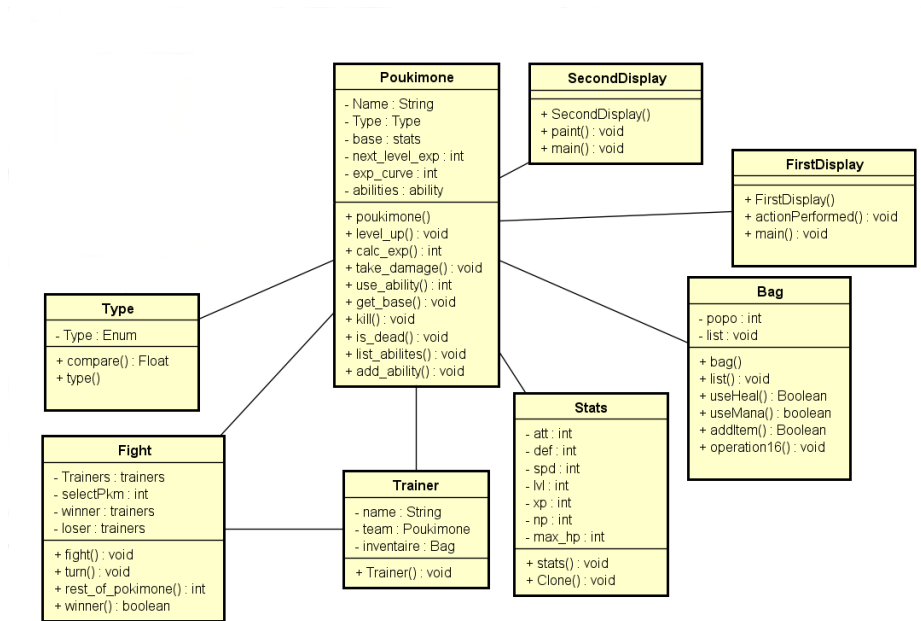 Poukimone
- Name : String
- Type : Type
- base : stats
- next_level_exp : int
- exp_curve : int
- abilities : ability
+ poukimone()
+ level_up() : void
+ calc_exp() : int
+ take_damage() : void
+ use_ability() : int
+ get_base() : void
+ kill() : void
+ is_dead() : void
+ list_abilites() : void
+ add_ability() : void
SecondDisplay
+ SecondDisplay()
+ paint() : void
+ main() : void
FirstDisplay
+ FirstDisplay()
+ actionPerformed() : void
+ main() : void
Type
- Type : Enum
+ compare() : Float
+ type()
Bag
- popo : int
- list : void
+ bag()
+ list() : void
+ useHeal() : Boolean
+ useMana() : boolean
+ addItem() : Boolean
+ operation16() : void
Fight
- Trainers : trainers
- selectPkm : int
- winner : trainers
- loser : trainers
+ fight() : void
+ turn() : void
+ rest_of_pokimone() : int
+ winner() : boolean
Trainer
- name : String
- team : Poukimone
- inventaire : Bag
+ Trainer() : void
Stats
- att : int
- def : int
- spd : int
- lvl : int
- xp : int
- np : int
- max_hp : int
+ stats() : void
+ Clone() : void